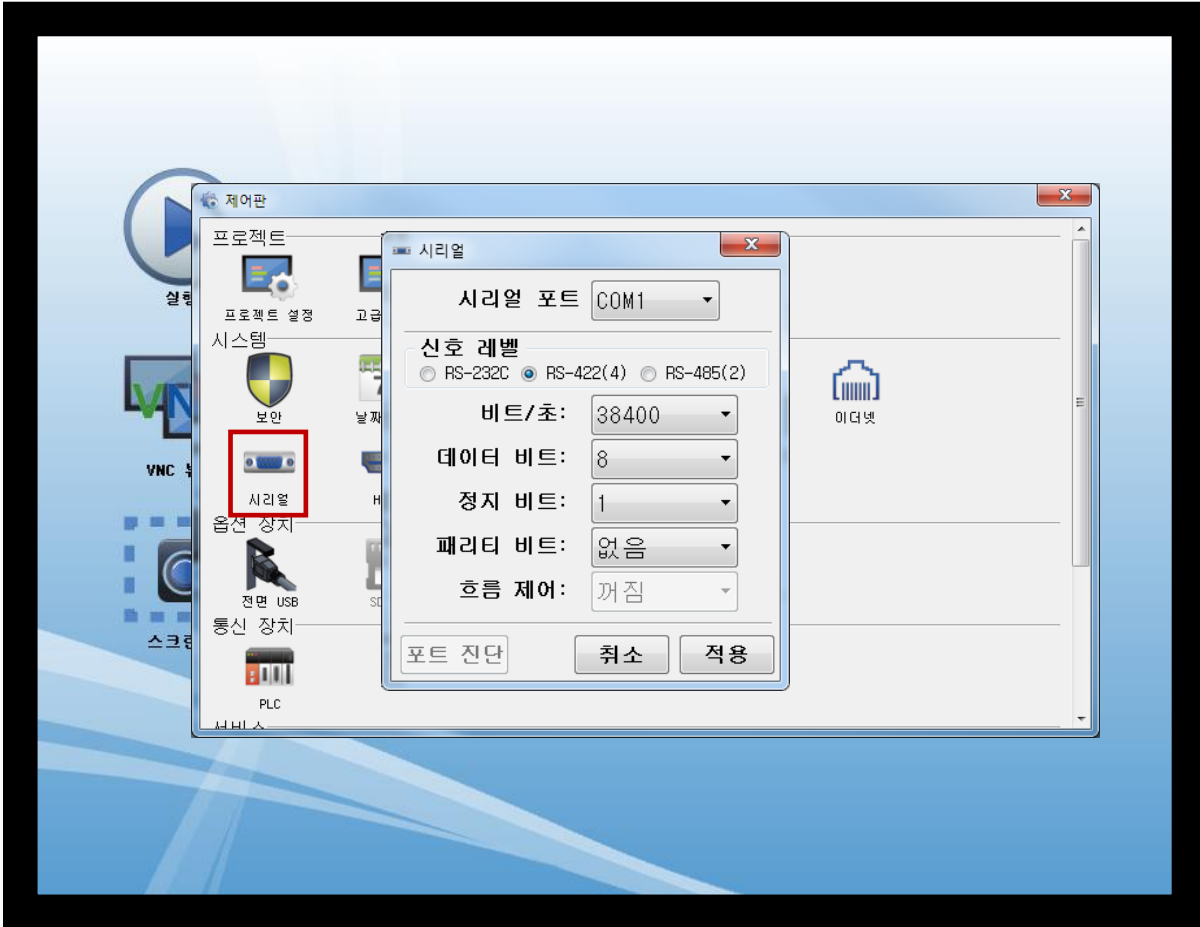 제어판
프로젝트
프로젝트 설정
고급
시스템
보안
날짜
이더넷
시리얼
옵션 장치
전면 USB
통신 장치
PLC
서비스
VNC
시리얼
시리얼 포트 COM1
신호 레벨
RS-232C RS-422(4) RS-485(2)
비트/초: 38400
데이터 비트: 8
정지 비트: 1
패리티 비트: 없음
흐름 제어: 꺼짐
포트 진단 취소 적용